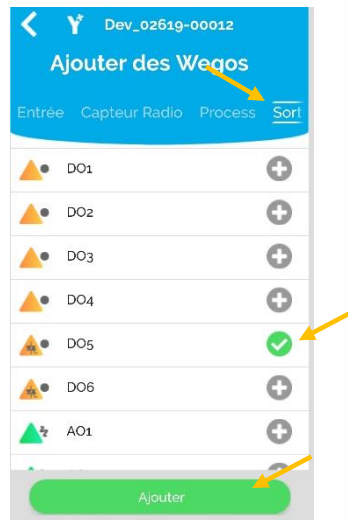 Dev_02619-00012
Ajouter des Wegos
Entrée Capteur Radio Process Sort
DO1
DO2
DO3
DO4
DO5
DO6
AO1
Ajouter